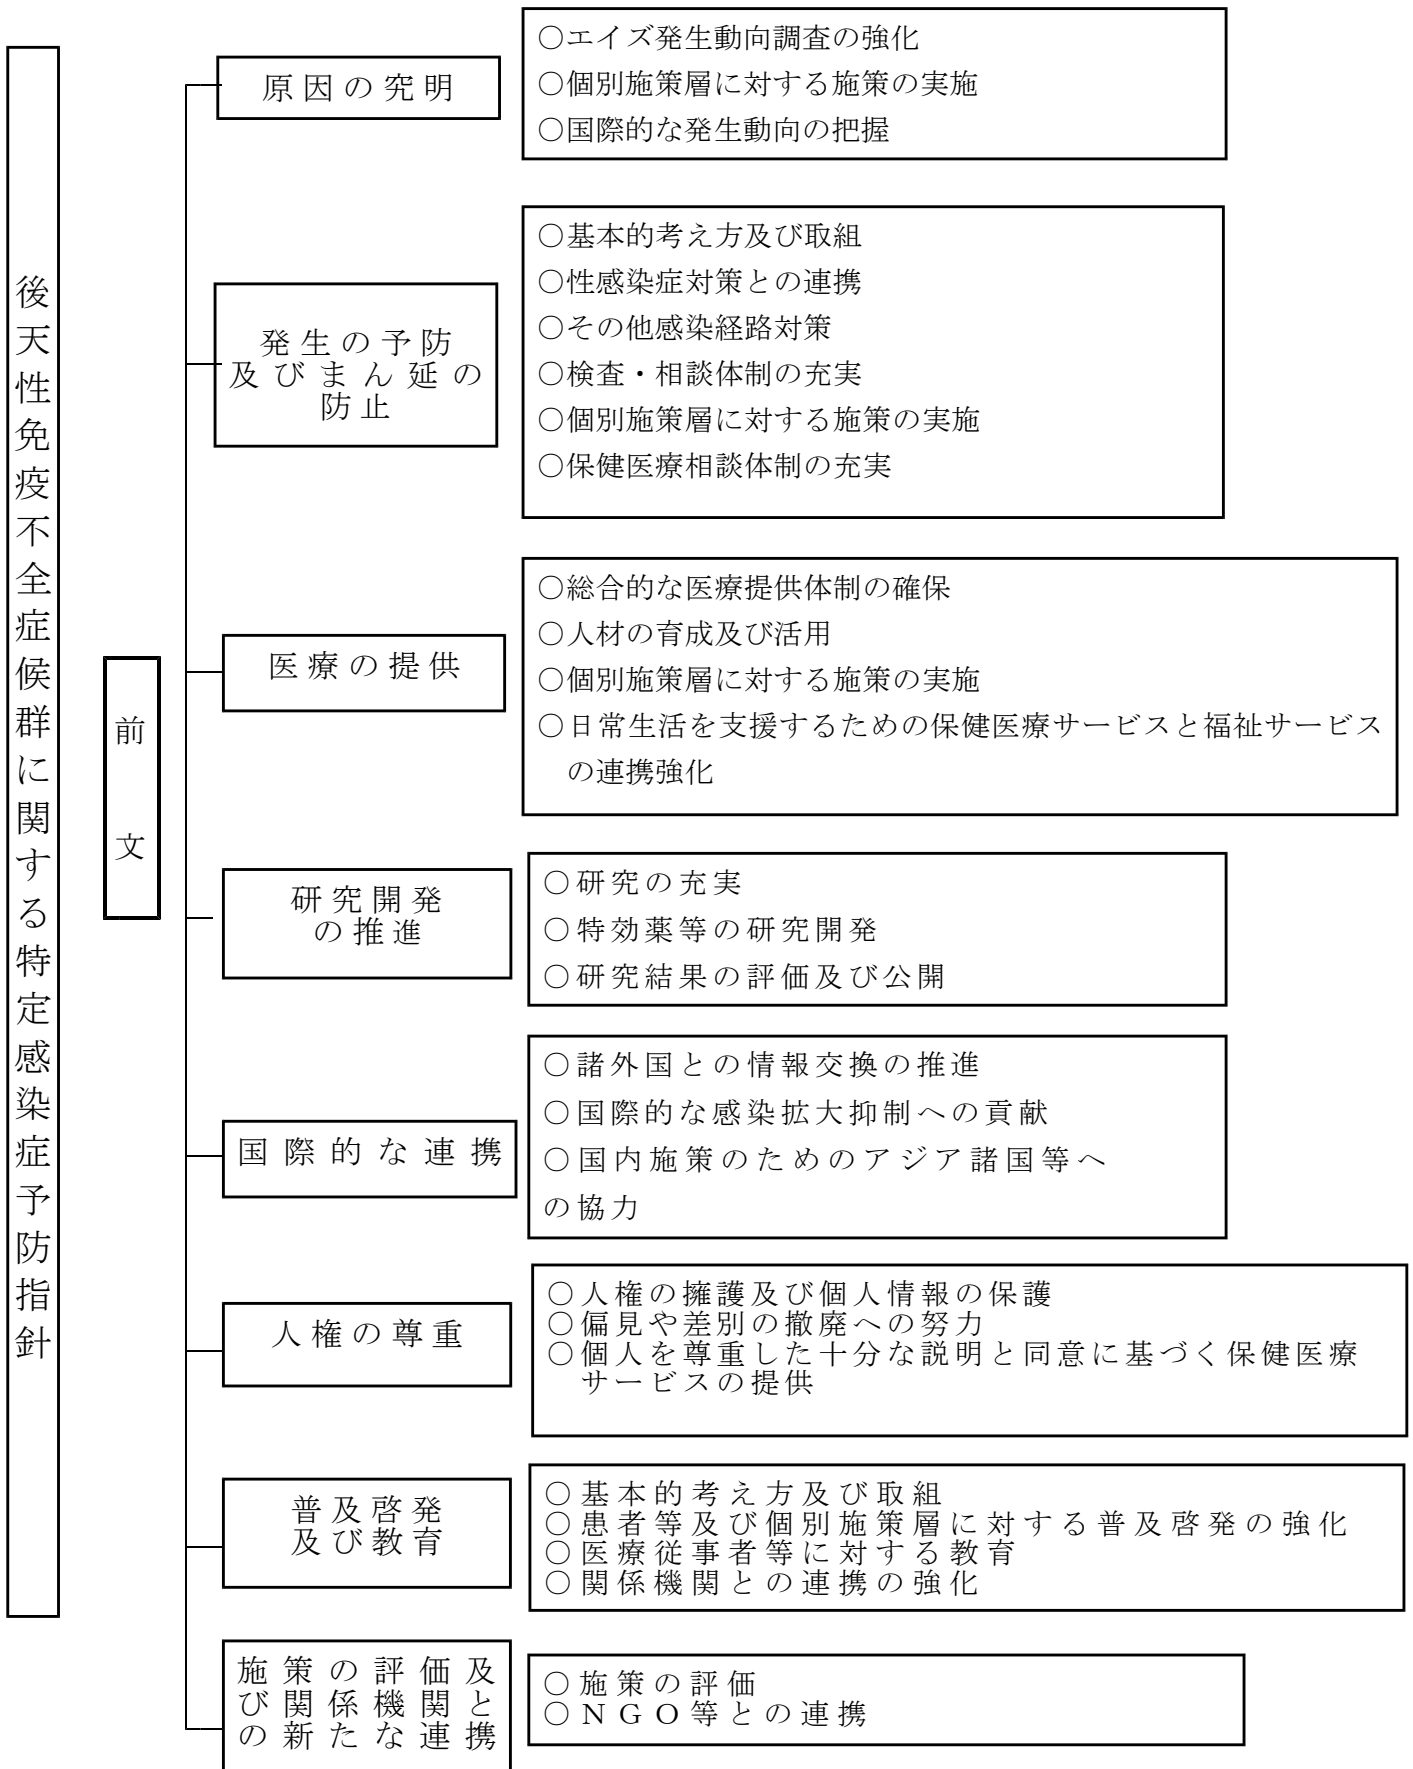 後天性免疫不全症候群に関する特定感染症予防指針
前文
原因の究明
○エイズ発生動向調査の強化
○個別施策層に対する施策の実施
○国際的な発生動向の把握
発生の予防
及びまん延の
防止
○基本的考え方及び取組
○性感染症対策との連携
○その他感染経路対策
○検査・相談体制の充実
○個別施策層に対する施策の実施
○保健医療相談体制の充実
医療の提供
○総合的な医療提供体制の確保
○人材の育成及び活用
○個別施策層に対する施策の実施
○日常生活を支援するための保健医療サービスと福祉サービス
の連携強化
研究開発
の推進
○研究の充実
○特効薬等の研究開発
○研究結果の評価及び公開
国際的な連携
○諸外国との情報交換の推進
○国際的な感染拡大抑制への貢献
○国内施策のためのアジア諸国等へ
の協力
人権の尊重
○人権の擁護及び個人情報の保護
○偏見や差別の撤廃への努力
○個人を尊重した十分な説明と同意に基づく保健医療
サービスの提供
普及啓発
及び教育
○基本的考え方及び取組
○患者等及び個別施策層に対する普及啓発の強化
○医療従事者等に対する教育
○関係機関との連携の強化
施策の評価及
び関係機関と
の新たな連携
○施策の評価
○ＮＧＯ等との連携